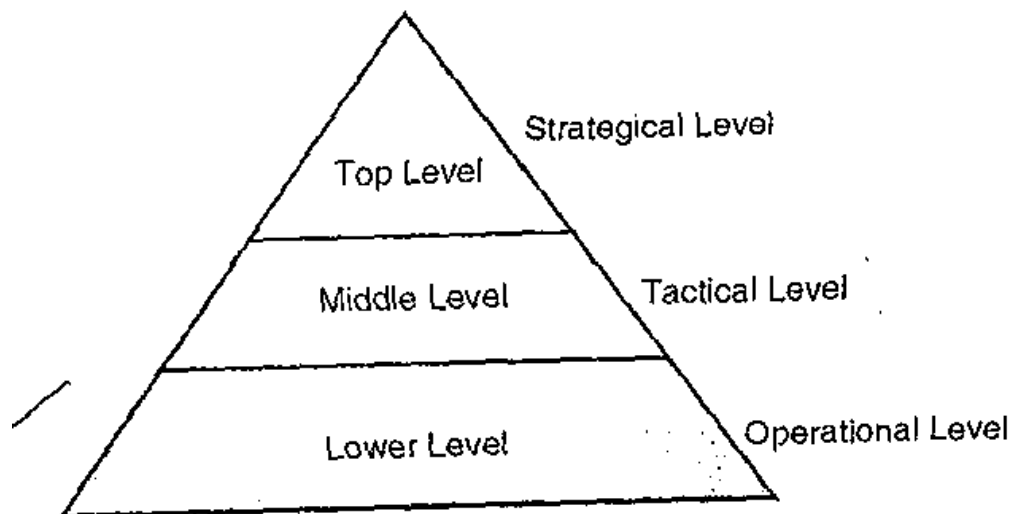 Strategical Level
Top Level
Middle Level
Tactical Level
Lower Level
Operational Level